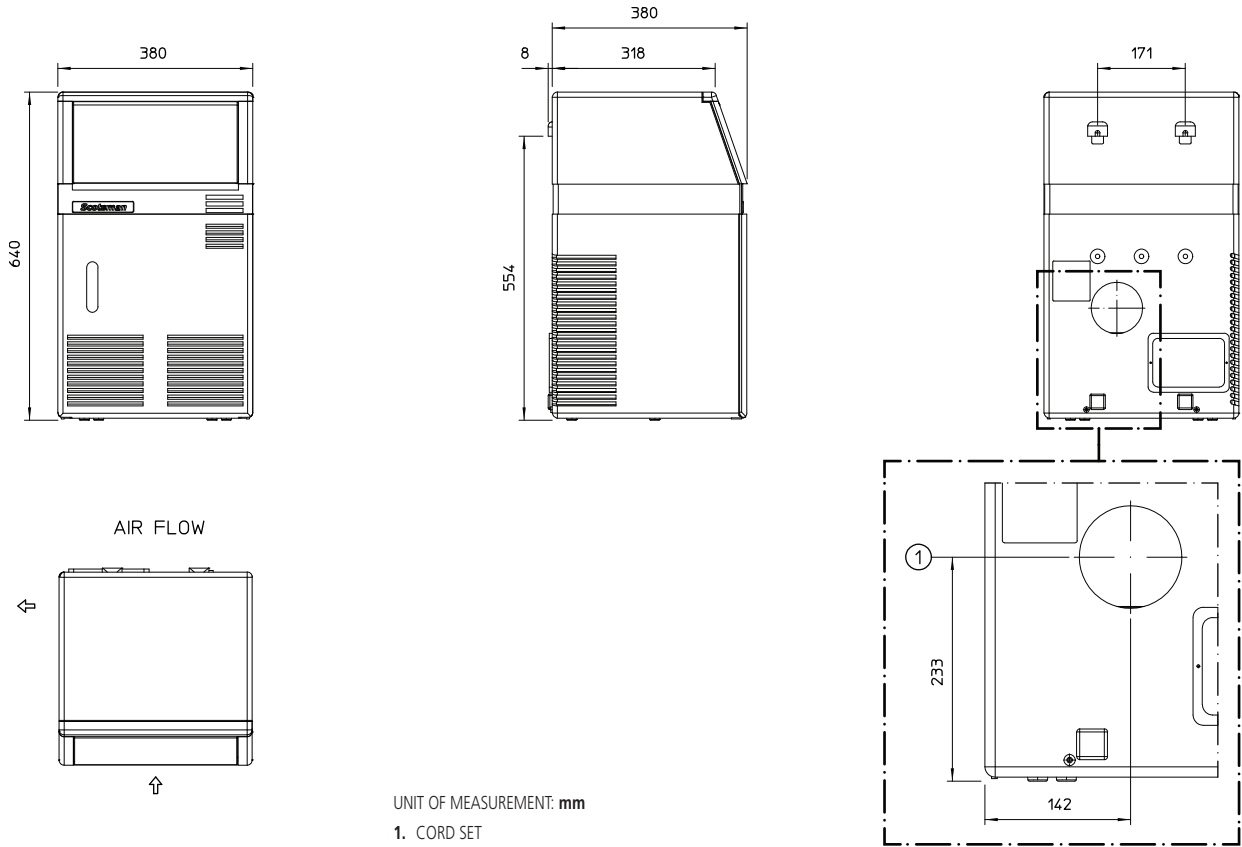 380
640
Scotsman
380
8
318
554
171
AIR FLOW
1
233
142
UNIT OF MEASUREMENT: mm
1. CORD SET